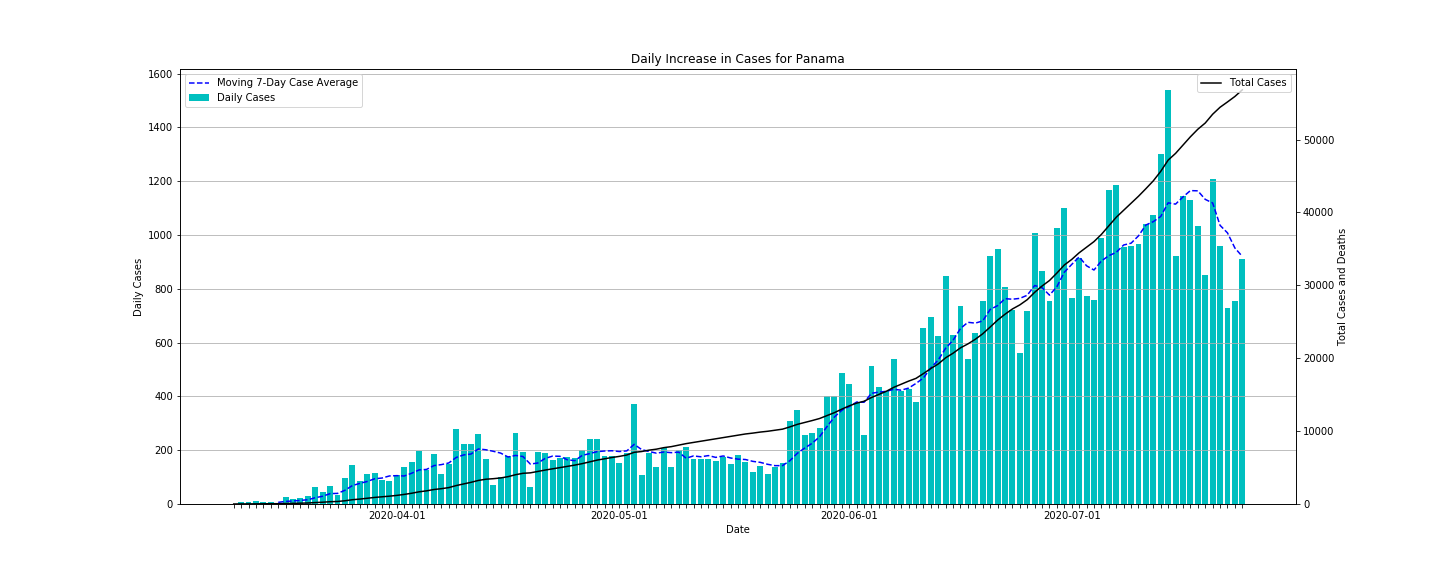 Daily Increase in Cases for Panama
Moving 7-Day Case Average
Daily Cases
Total Cases
1600
1400
1200
1000
800
600
400
200
0
Daily Cases
50000
40000
30000
20000
10000
0
Total Cases and Deaths
2020-04-01
2020-05-01
2020-06-01
2020-07-01
Date